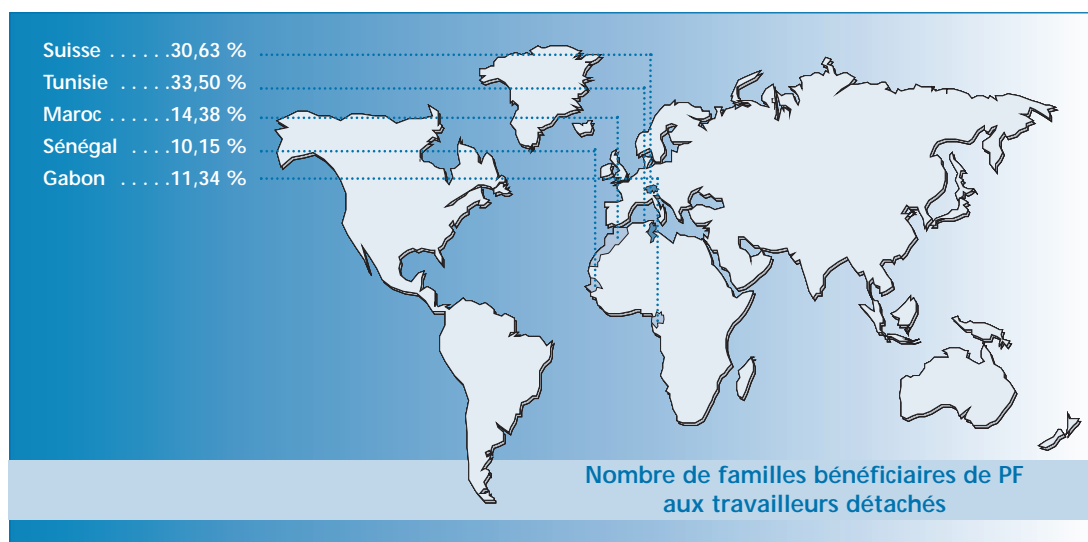 Suisse . . . . . .30,63 %
Tunisie . . . . .33,50 %
Maroc . . . . . .14,38 %
Sénégal . . . .10,15 %
Gabon . . . . .11,34 %
Nombre de familles bénéficiaires de PF
aux travailleurs détachés